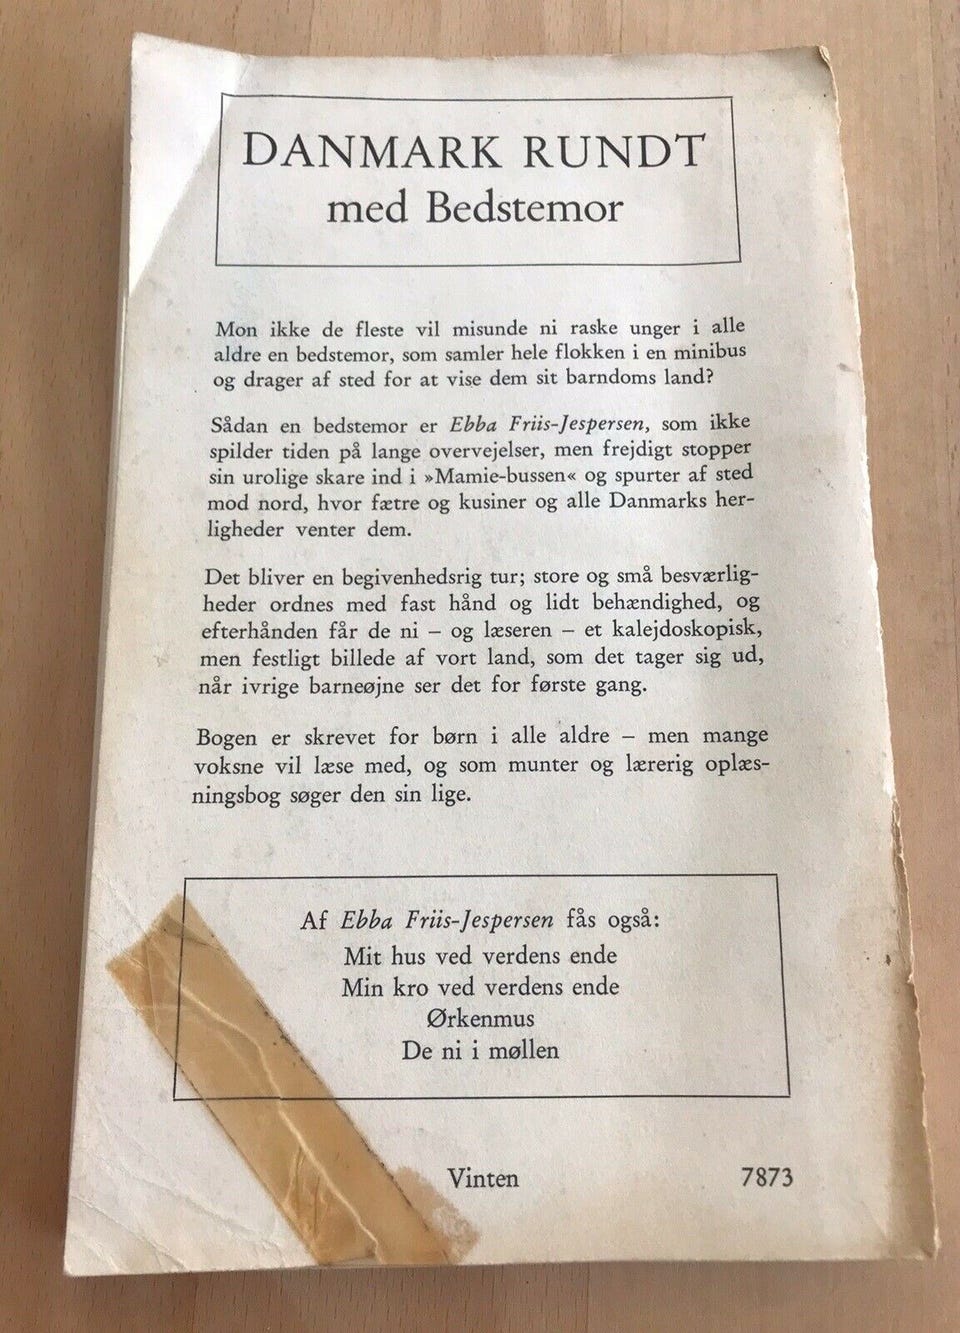 DANMARK RUNDT
med Bedstemor
Mon ikke de fleste vil misunde ni raske unger i alle
aldre en bedstemor, som samler hele flokken i en minibus
og drager af sted for at vise dem sit barndoms land?
Sådan en bedstemor er Ebba Friis-Jespersen, som ikke
spilder tiden på lange overvejelser, men frejdigt stopper
sin urolige skare ind i »Mamie-bussen« og spurter af sted
mod nord, hvor fætre og kusiner og alle Danmarks her-
ligheder venter dem.
Det bliver en begivenhedsrig tur; store og små besværlig-
heder ordnes med fast hånd og lidt behændighed, og
efterhånden får de ni – og læseren – et kalejdoskopisk,
men festligt billede af vort land, som det tager sig ud,
når ivrige barneøjne ser det for første gang.
Bogen er skrevet for børn i alle aldre – men mange
voksne vil læse med, og som munter og lærerig oplæs-
ningsbog søger den sin lige.
Af Ebba Friis-Jespersen fås også:
Mit hus ved verdens ende
Min kro ved verdens ende
Ørkenmus
De ni i møllen
Vinten 7873